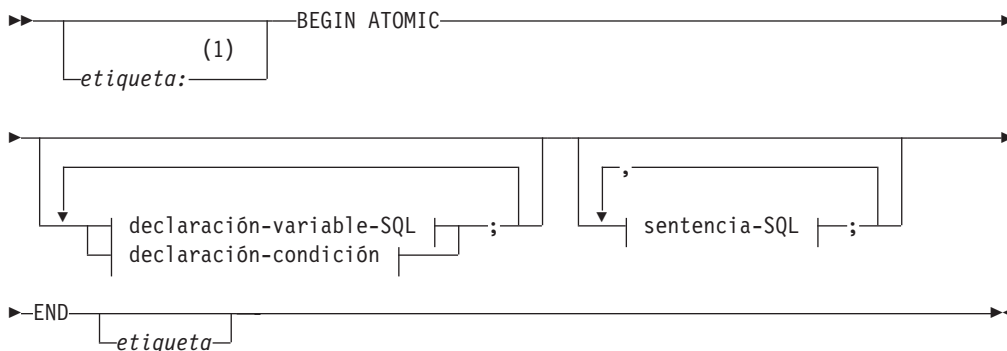 BEGIN ATOMIC
(1)
etiqueta:
,
declaración-variable-SQL ;
sentencia-SQL ;
declaración-condición
END
etiqueta